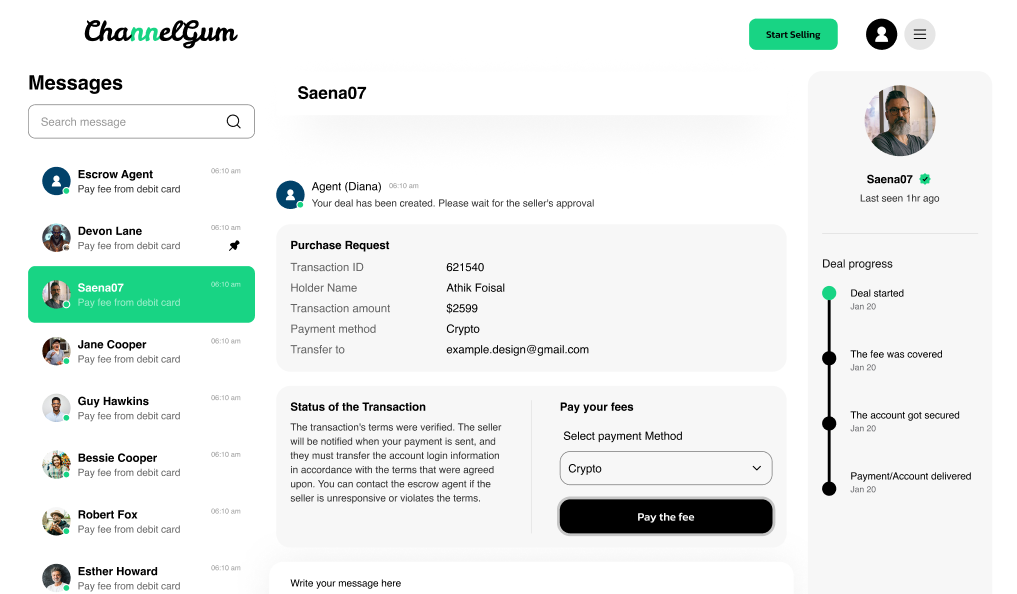 ChannelGum
Start Selling
Messages
Search message
Escrow Agent
06:10 am
Pay fee from debit card
Devon Lane
06:10 am
Pay fee from debit card
Saena07
06:10 am
Pay fee from debit card
Jane Cooper
06:10 am
Pay fee from debit card
Guy Hawkins
06:10 am
Pay fee from debit card
Bessie Cooper
06:10 am
Pay fee from debit card
Robert Fox
06:10 am
Pay fee from debit card
Esther Howard
06:10 am
Pay fee from debit card
Saena07
Agent (Diana) 06:10 am
Your deal has been created. Please wait for the seller's approval
Purchase Request
Transaction ID 621540
Holder Name Athik Foisal
Transaction amount $2599
Payment method Crypto
Transfer to example.design@gmail.com
Status of the Transaction
The transaction's terms were verified. The seller
will be notified when your payment is sent, and
they must transfer the account login information
in accordance with the terms that were agreed
upon. You can contact the escrow agent if the
seller is unresponsive or violates the terms.
Pay your fees
Select payment Method
Crypto
Pay the fee
Write your message here
Saena07
Last seen 1hr ago
Deal progress
Deal started
Jan 20
The fee was covered
Jan 20
The account got secured
Jan 20
Payment/Account delivered
Jan 20